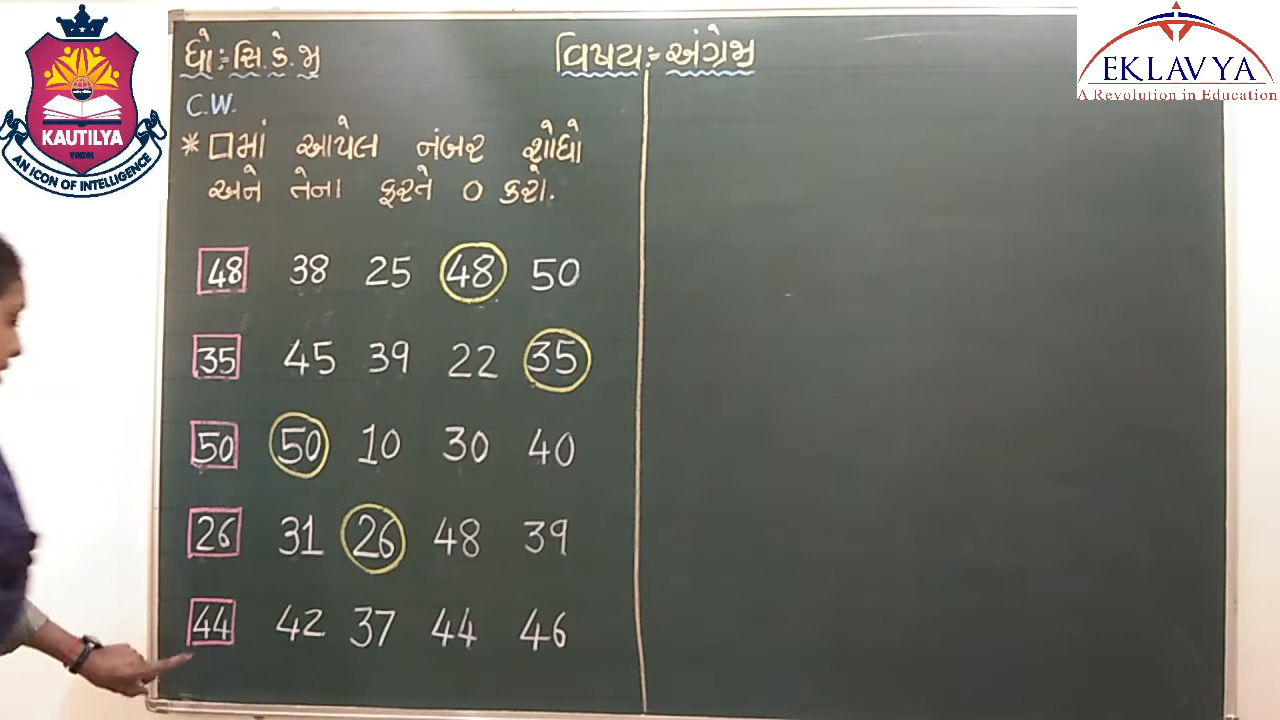 ધો:- સિ. કે. જી
વિષય:- અંગ્રેજી
C.W.
* □માં આપેલ નંબર શોધો
અને તેના ફરતે ○ કરો.
48 38 25 48 50
35 45 39 22 35
50 50 10 30 40
26 31 26 48 39
44 42 37 44 46
KAUTILYA
AN ICON OF INTELLIGENCE
EKLAVYA
A Revolution in Education